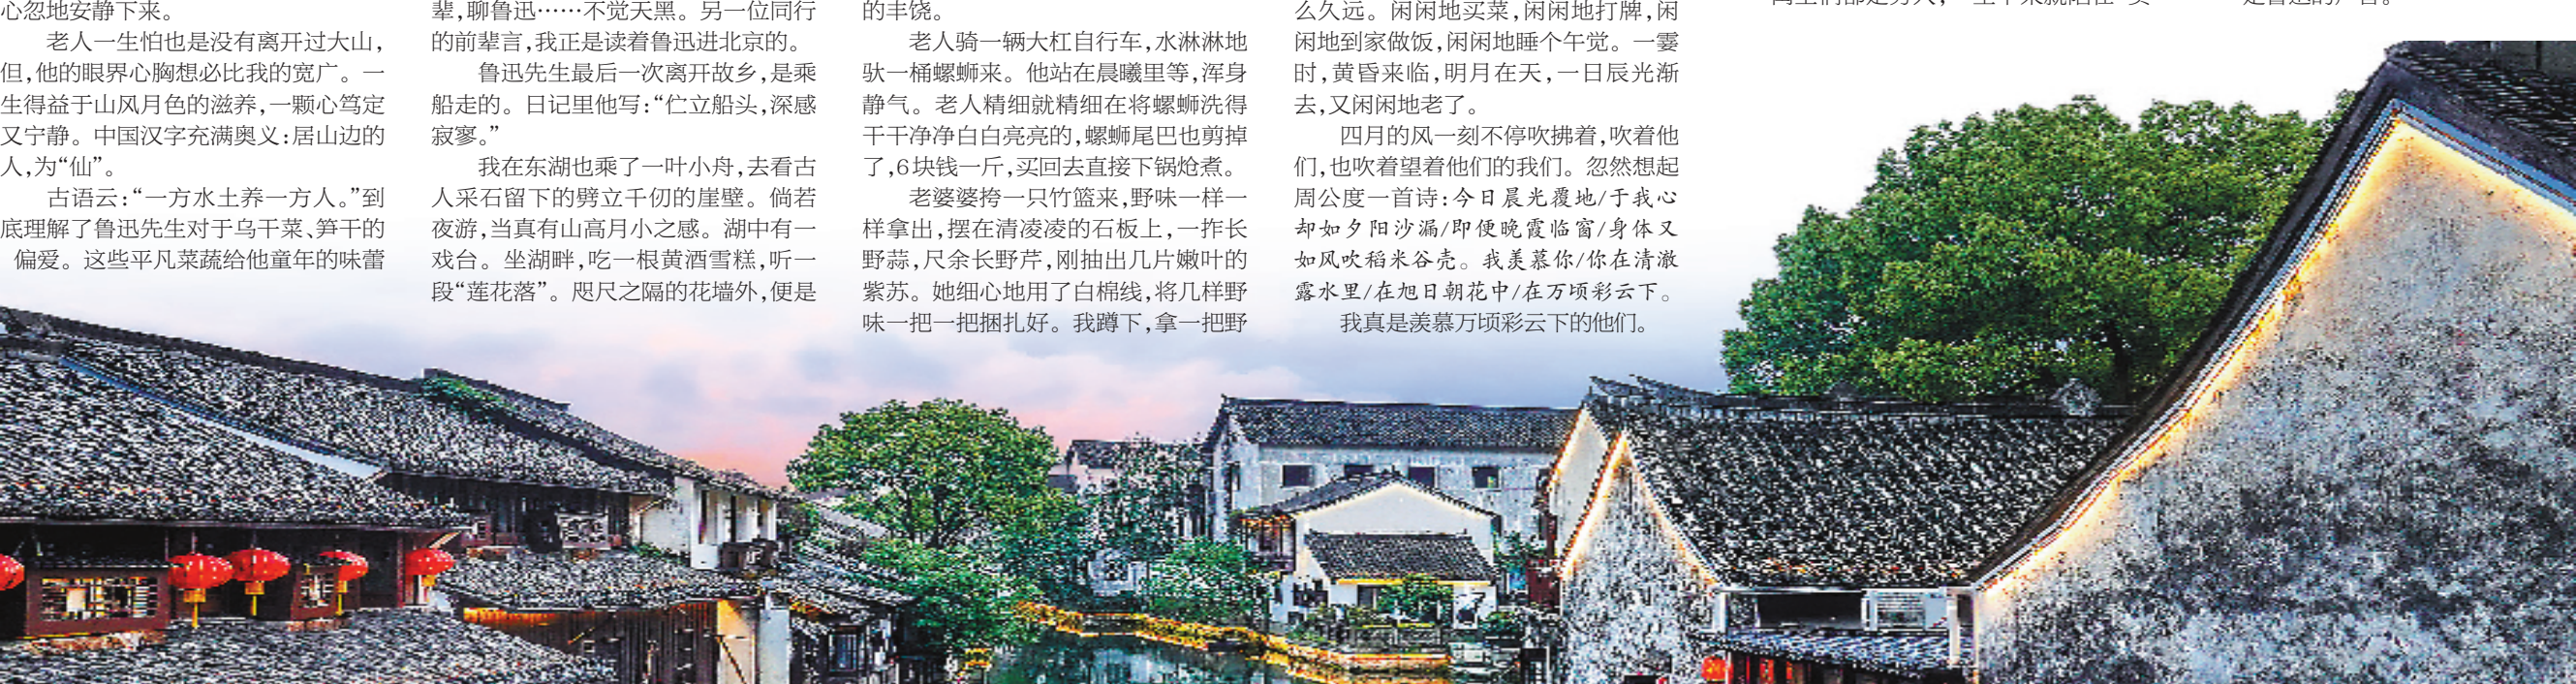 心忽地安静下来。
老人一生怕也是没有离开过大山,
但,他的眼界心胸想必比我的宽广。一
生得益于山风月色的滋养,一颗心笃定
又宁静。中国汉字充满奥义:居山边的
人,为“仙”。
古语云:“一方水土养一方人。”到
底理解了鲁迅先生对于乌干菜、笋干的
偏爱。这些平凡菜蔬给他童年的味蕾
辈,聊鲁迅……不觉天黑。另一位同行
的前辈言,我正是读着鲁迅进北京的。
鲁迅先生最后一次离开故乡,是乘
船走的。日记里他写:“伫立船头,深感
寂寥。”
我在东湖也乘了一叶小舟,去看古
人采石留下的劈立千仞的崖壁。倘若
夜游,当真有山高月小之感。湖中有一
戏台。坐湖畔,吃一根黄酒雪糕,听一
段“莲花落”。咫尺之隔的花墙外,便是
的丰饶。
老人骑一辆大杠自行车,水淋淋地
驮一桶螺蛳来。他站在晨曦里等,浑身
静气。老人精细就精细在将螺蛳洗得
干干净净白白亮亮的,螺蛳尾巴也剪掉
了,6块钱一斤,买回去直接下锅炝煮。
老婆婆挎一只竹篮来,野味一样一
样拿出,摆在清凌凌的石板上,一拃长
野蒜,尺余长野芹,刚抽出几片嫩叶的
紫苏。她细心地用了白棉线,将几样野
味一把一把捆扎好。我蹲下,拿一把野
么久远。闲闲地买菜,闲闲地打牌,闲
闲地到家做饭,闲闲地睡个午觉。一霎
时,黄昏来临,明月在天,一日辰光渐
去,又闲闲地老了。
四月的风一刻不停吹拂着,吹着他
们,也吹着望着他们的我们。忽然想起
周公度一首诗:今日晨光覆地/于我心
却如夕阳沙漏/即便晚霞临窗/身体又
如风吹稻米谷壳。我羡慕你/你在清澈
露水里/在旭日朝花中/在万顷彩云下。
我真是羡慕万顷彩云下的他们。